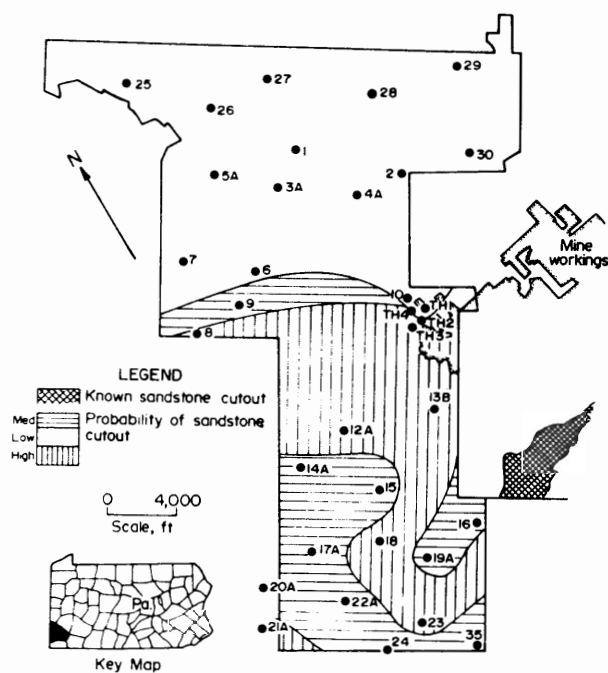 29
27
25
28
26
1
30
2
5A
3A
4A
N
Mine
workings
7
6
10
9
TH1
TH4
TH2
8
TH3
LEGEND
Known sandstone cutout
13B
Med
Probability of sandstone
Low
cutout
High
12A
14A
15
0 4,000
Scale, ft
16
18
17A
19A
Pa.
20A
22A
23
21A
35
24
Key Map